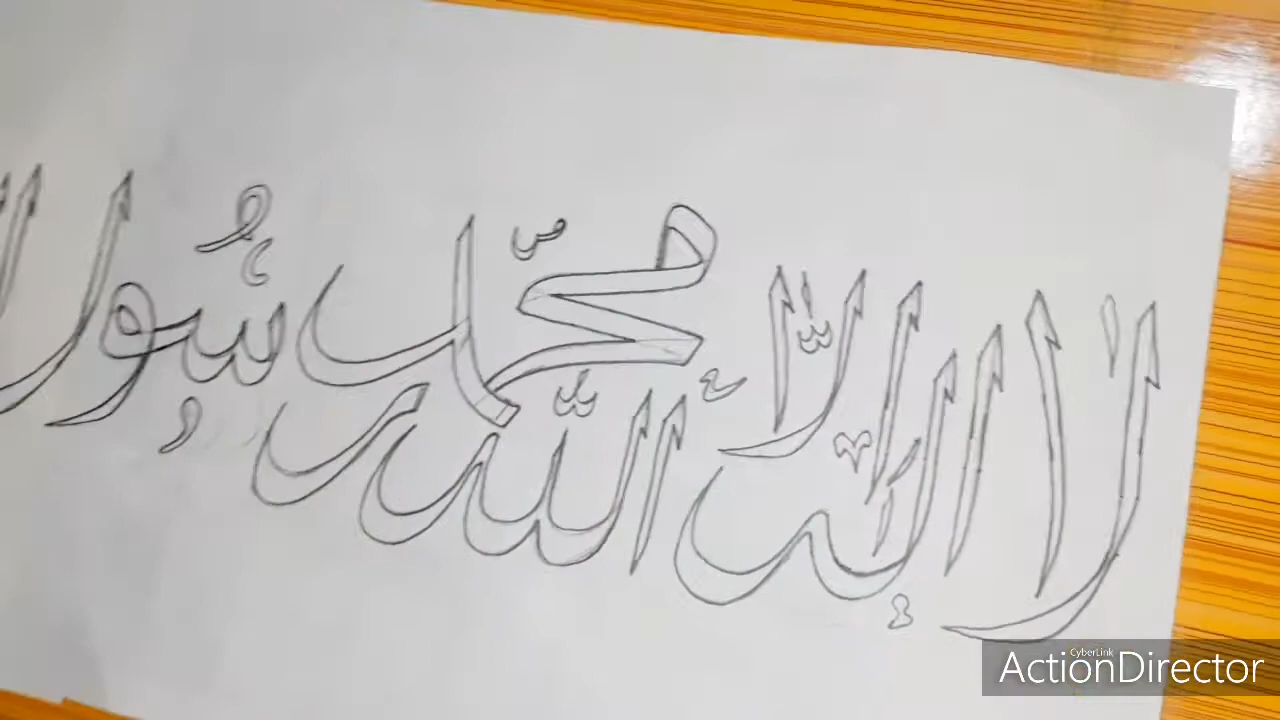 لا اله الا الله محمد رسول ا
CyberLink
ActionDirector